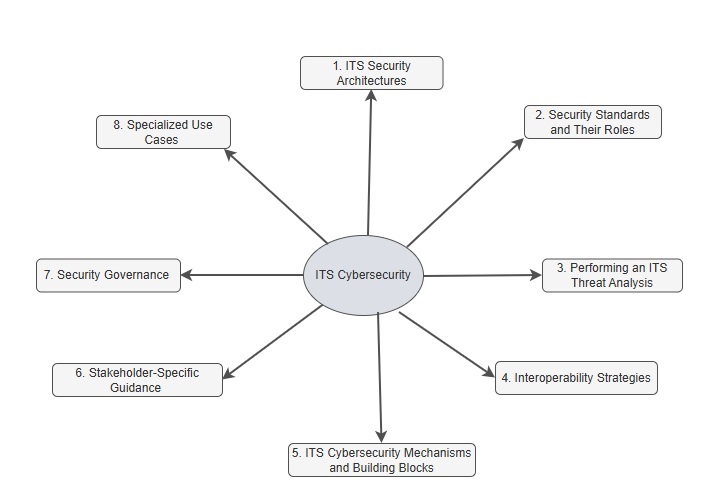 1. ITS Security
Architectures
2. Security Standards
and Their Roles
8. Specialized Use
Cases
ITS Cybersecurity
7. Security Governance
3. Performing an ITS
Threat Analysis
6. Stakeholder-Specific
Guidance
4. Interoperability Strategies
5. ITS Cybersecurity Mechanisms
and Building Blocks